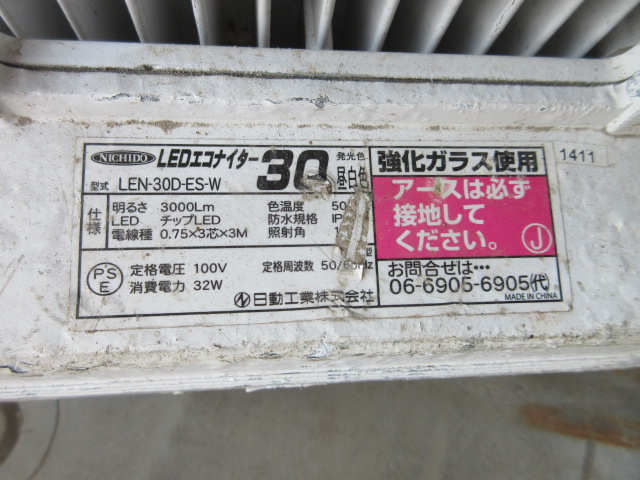 NICHIDO LEDエコナイター 30 発光色 昼白色
型式 LEN-30D-ES-W
仕様
明るさ 3000Lm 色温度
LED チップLED 防水規格
電線種 0.75×3芯×3M 照射角
PS E
定格電圧 100V 定格周波数 50/60Hz
消費電力 32W 日動工業株式会社
強化ガラス使用
アースは必ず
接地して
ください。 J
お問合せは…
06-6905-6905(代)
MADE IN CHINA
1411